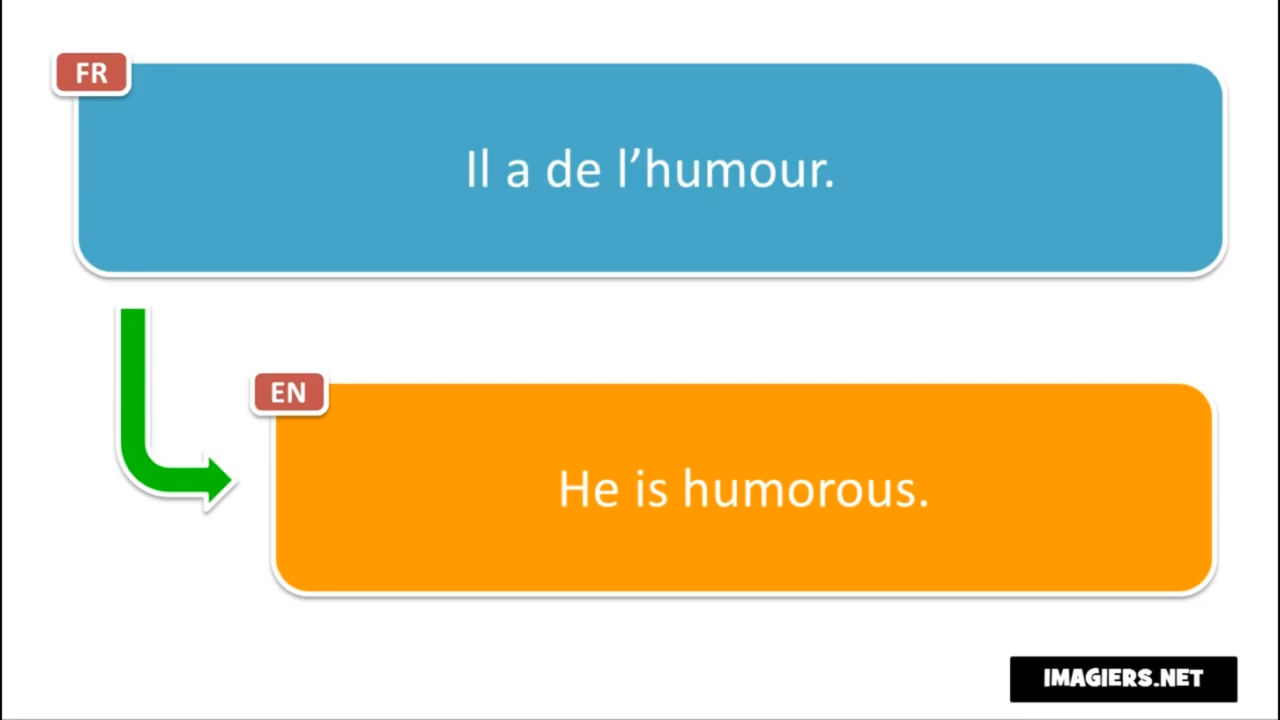 FR
Il a de l’humour.
EN
He is humorous.
IMAGIERS.NET